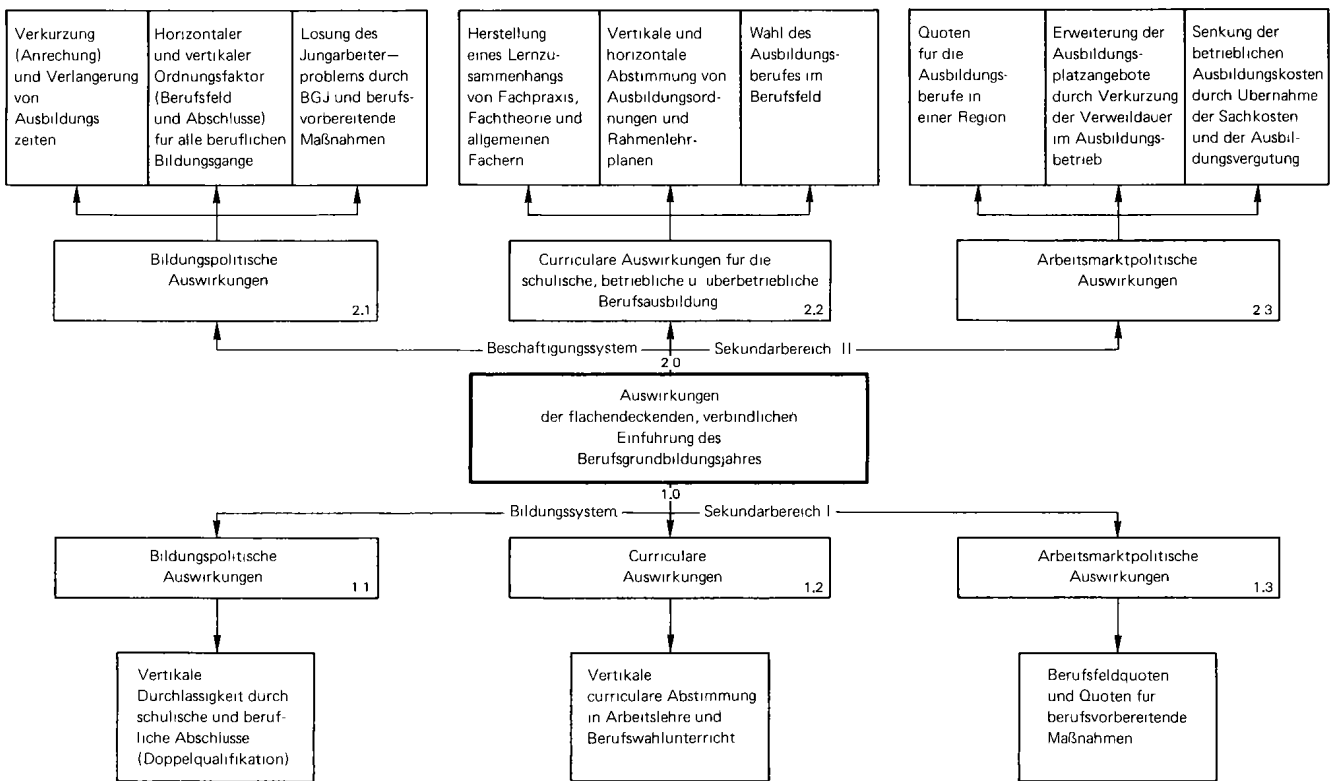 Verkurzung
(Anrechung)
und Verlangerung
von
Ausbildungs
zeiten
Horizontaler
und vertikaler
Ordnungsfaktor
(Berufsfeld
und Abschlusse)
fur alle beruflichen
Bildungsgange
Losung des
Jungarbeiter—
problems durch
BGJ und berufs-
vorbereitende
Maßnahmen
Herstellung
eines Lernzu-
sammenhangs
von Fachpraxis,
Fachtheorie und
allgemeinen
Fachern
Vertikale und
horizontale
Abstimmung von
Ausbildungsord-
nungen und
Rahmenlehr-
planen
Wahl des
Ausbildungs-
berufes im
Berufsfeld
Quoten
fur die
Ausbildungs-
berufe in
einer Region
Erweiterung der
Ausbildungs-
platzangebote
durch Verkurzung
der Verweildauer
im Ausbildungs-
betrieb
Senkung der
betrieblichen
Ausbildungskosten
durch Ubernahme
der Sachkosten
und der Ausbil-
dungsvergutung
Bildungspolitische
Auswirkungen
2.1
Curriculare Auswirkungen fur die
schulische, betriebliche u uberbetriebliche
Berufsausbildung
2.2
Arbeitsmarktpolitische
Auswirkungen
2 3
Beschaftigungssystem
Sekundarbereich II
2 0
Auswirkungen
der flachendeckenden, verbindlichen
Einfuhrung des
Berufsgrundbildungsjahres
1.0
Bildungssystem
Sekundarbereich I
Bildungspolitische
Auswirkungen
1 1
Curriculare
Auswirkungen
1.2
Arbeitsmarktpolitische
Auswirkungen
1.3
Vertikale
Durchlassigkeit durch
schulische und beruf-
liche Abschlusse
(Doppelqualifikation)
Vertikale
curriculare Abstimmung
in Arbeitslehre und
Berufswahlunterricht
Berufsfeldquoten
und Quoten fur
berufsvorbereitende
Maßnahmen